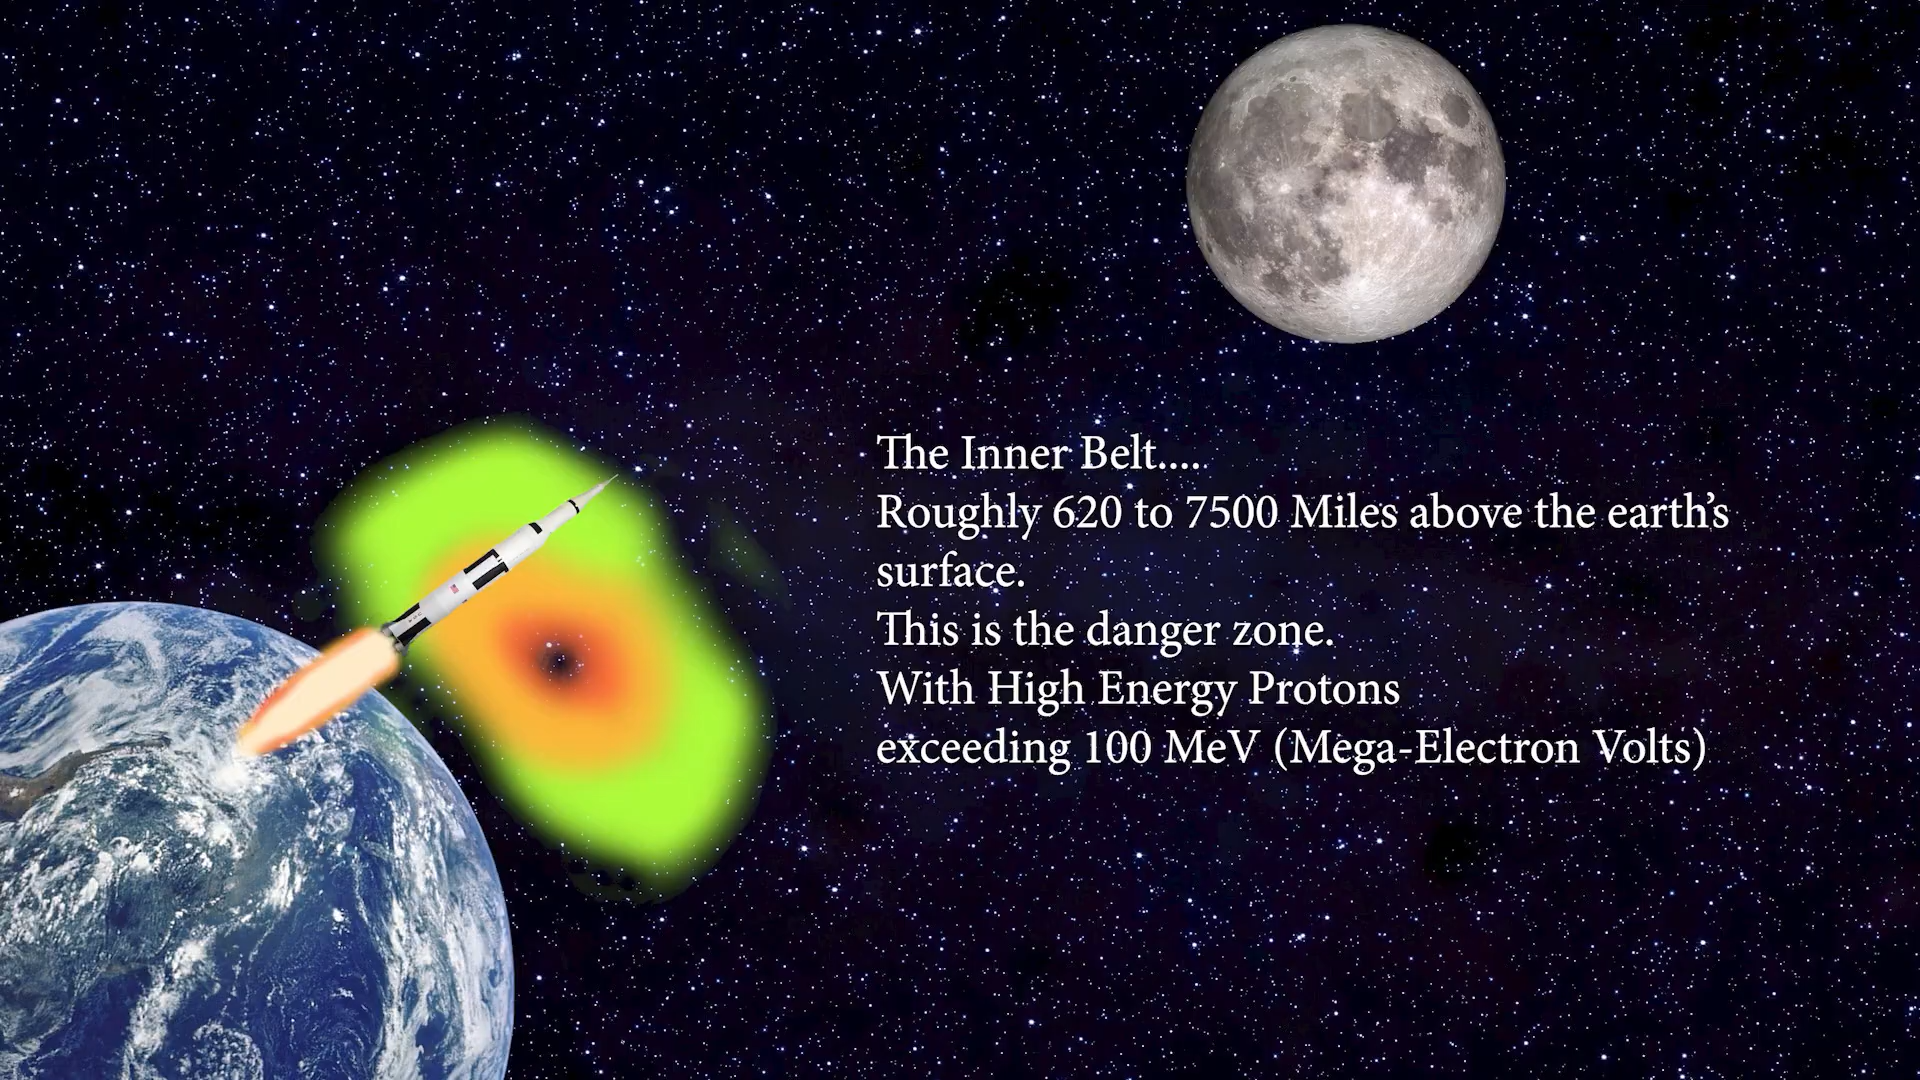 The Inner Belt....
Roughly 620 to 7500 Miles above the earth’s
surface.
This is the danger zone.
With High Energy Protons
exceeding 100 MeV (Mega-Electron Volts)